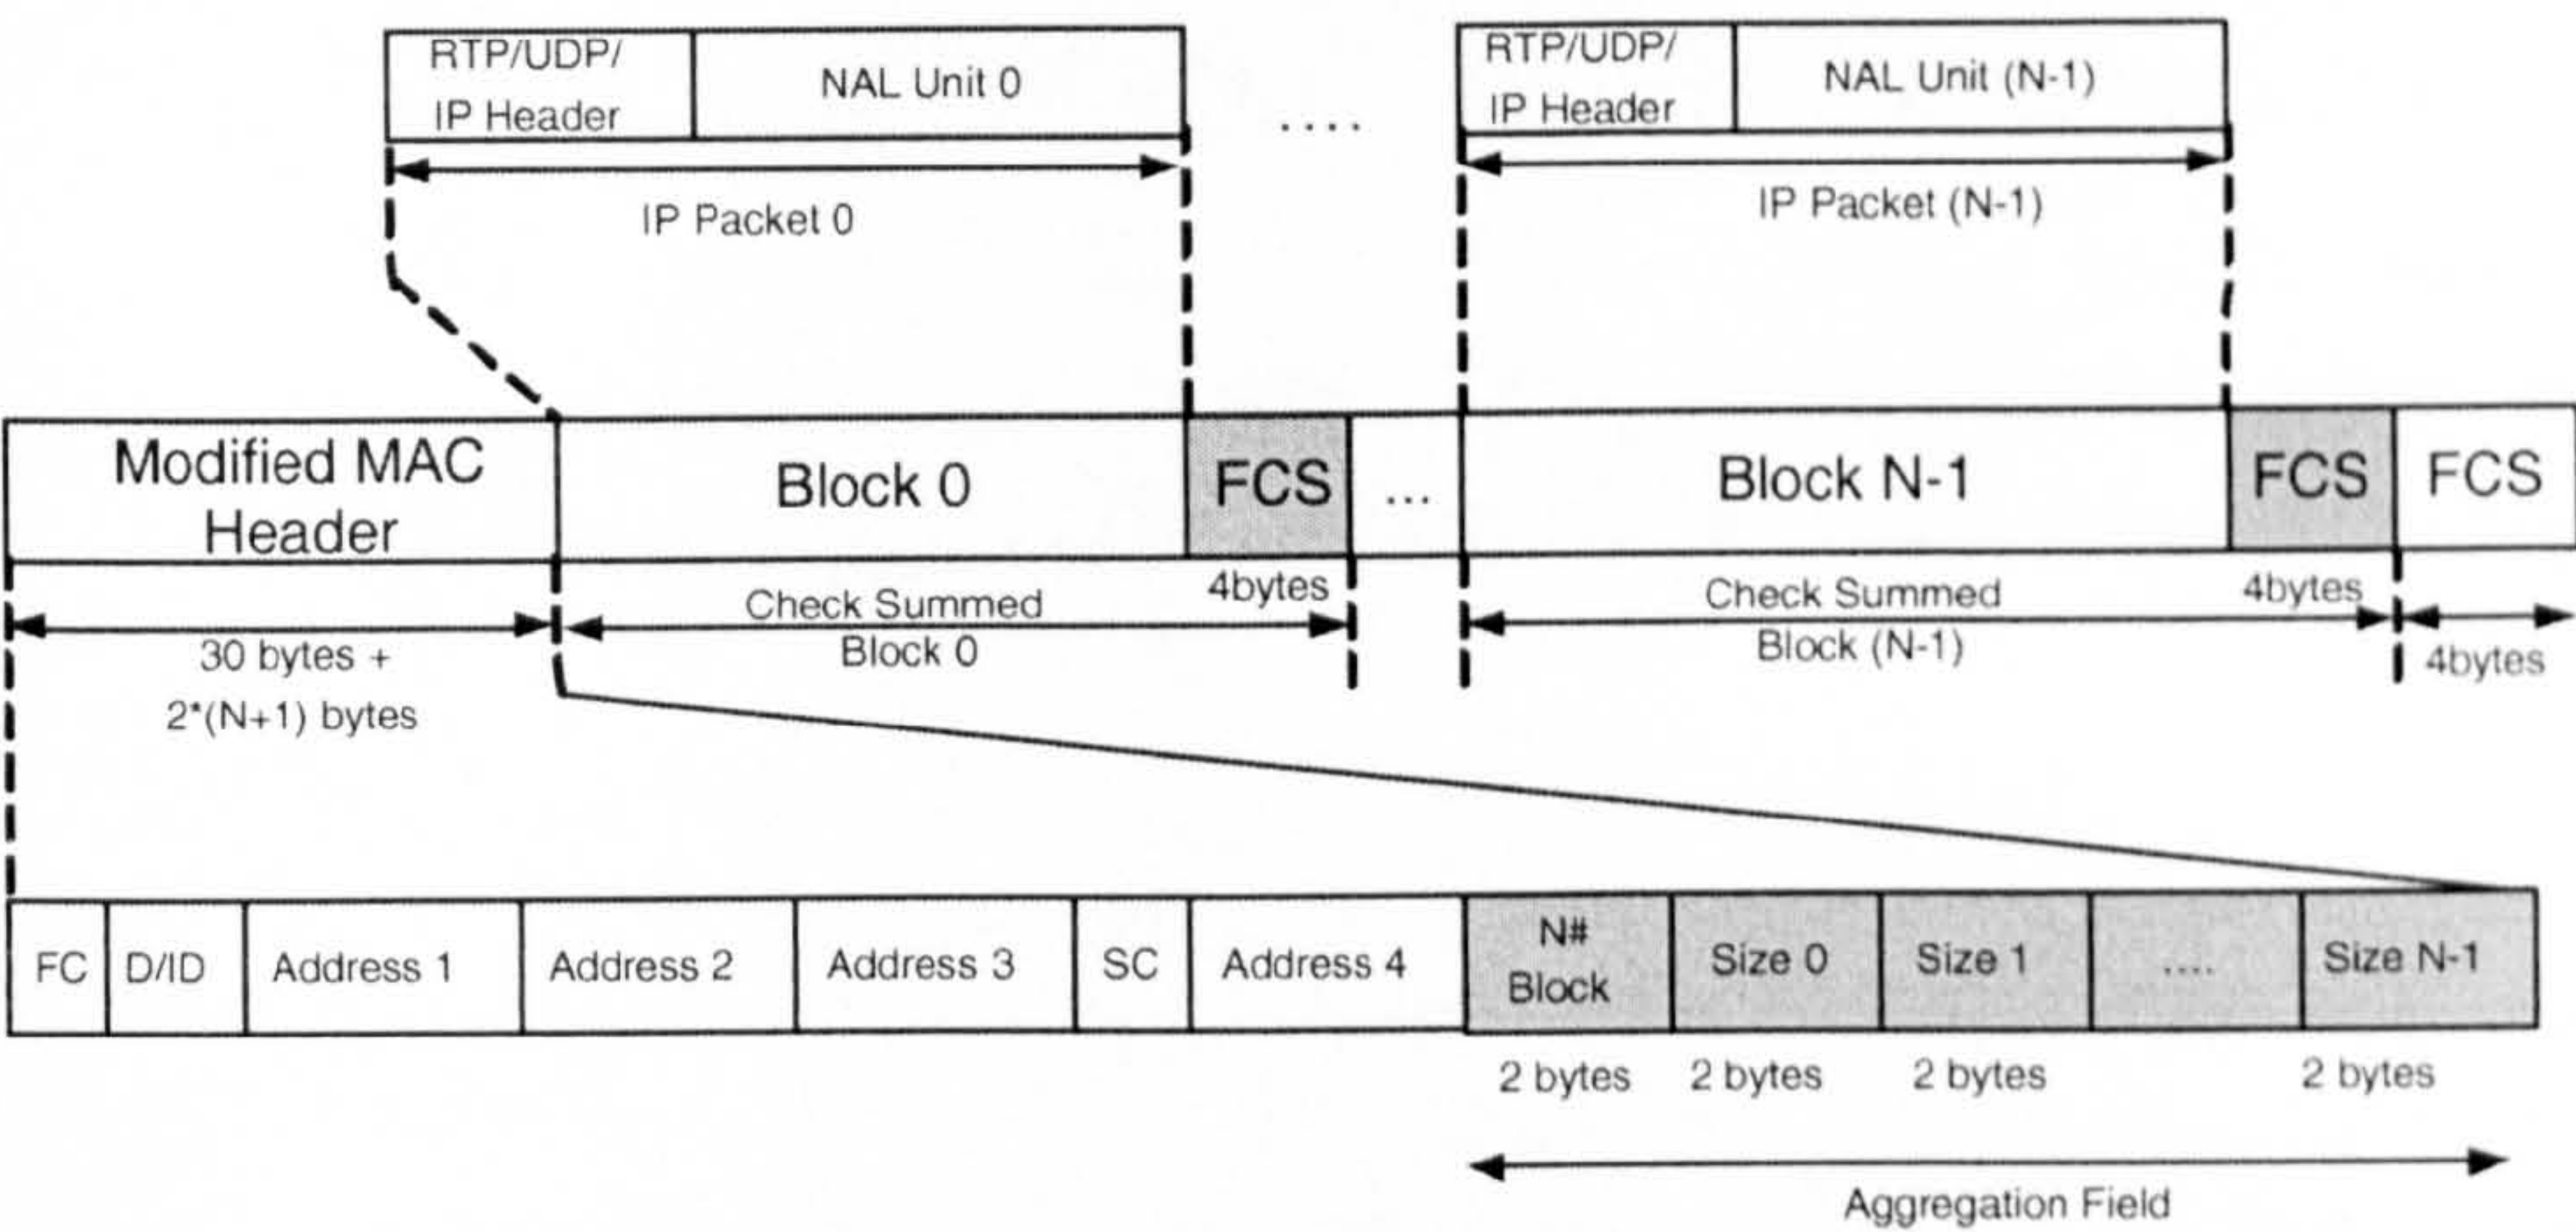 RTP/UDP/
IP Header
NAL Unit 0
....
RTP/UDP/
IP Header
NAL Unit (N-1)
IP Packet 0
IP Packet (N-1)
Modified MAC
Header
Block 0
FCS
...
Block N-1
FCS
FCS
30 bytes +
2*(N+1) bytes
Check Summed
Block 0
4bytes
Check Summed
Block (N-1)
4bytes
4bytes
FC
D/ID
Address 1
Address 2
Address 3
SC
Address 4
N#
Block
Size 0
Size 1
....
Size N-1
2 bytes
2 bytes
2 bytes
2 bytes
Aggregation Field